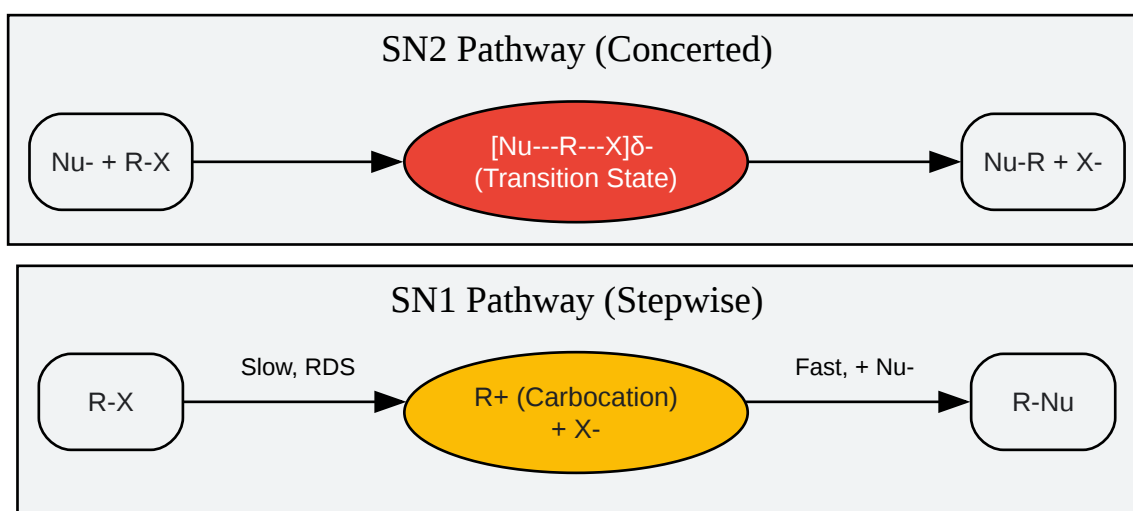 SN2 Pathway (Concerted)
Nu- + R-X
[Nu---R---X]δ-
(Transition State)
Nu-R + X-
SN1 Pathway (Stepwise)
R-X
Slow, RDS
R+ (Carbocation)
+ X-
Fast, + Nu-
R-Nu